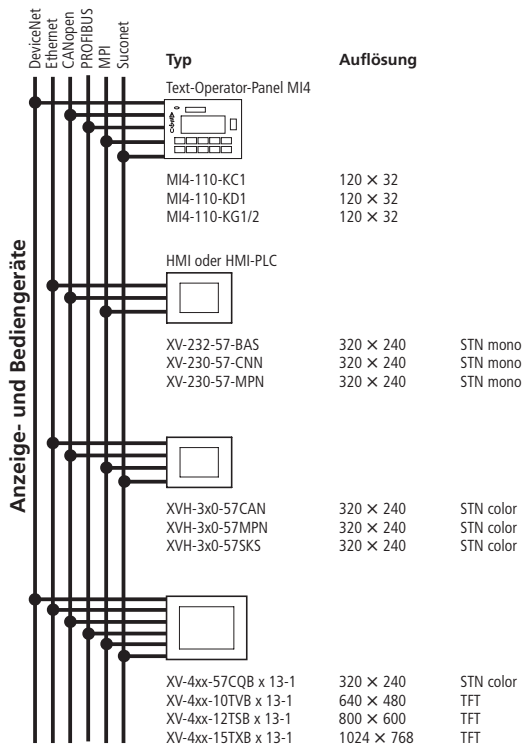 DeviceNet
Ethernet
CANopen
PROFIBUS
MPI
Suconet
Anzeige- und Bediengeräte
Typ Auflösung
Text-Operator-Panel MI4
MI4-110-KC1 120 × 32
MI4-110-KD1 120 × 32
MI4-110-KG1/2 120 × 32
HMI oder HMI-PLC
XV-232-57-BAS 320 × 240 STN mono
XV-230-57-CNN 320 × 240 STN mono
XV-230-57-MPN 320 × 240 STN mono
XVH-3x0-57CAN 320 × 240 STN color
XVH-3x0-57MPN 320 × 240 STN color
XVH-3x0-57SKS 320 × 240 STN color
XV-4xx-57CQB x 13-1 320 × 240 STN color
XV-4xx-10TVB x 13-1 640 × 480 TFT
XV-4xx-12TSB x 13-1 800 × 600 TFT
XV-4xx-15TXB x 13-1 1024 × 768 TFT